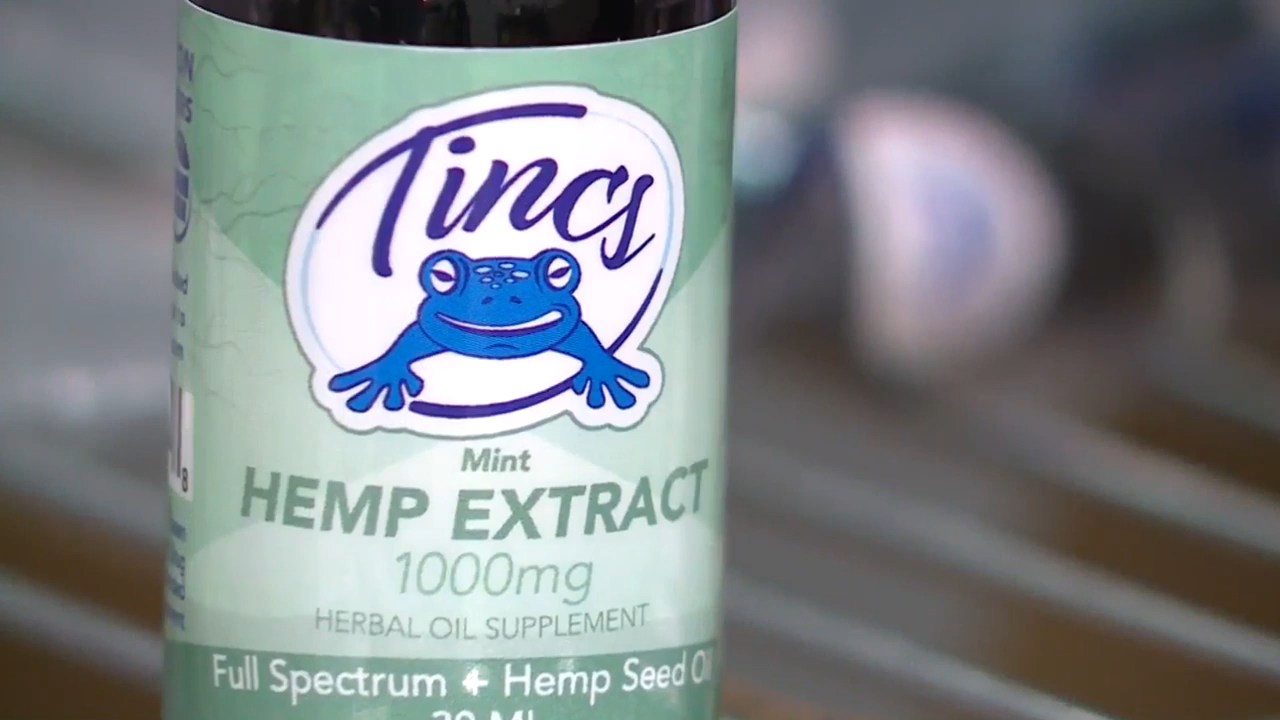 Tincs
Mint
HEMP EXTRACT
1000mg
HERBAL OIL SUPPLEMENT
Full Spectrum + Hemp Seed Oil